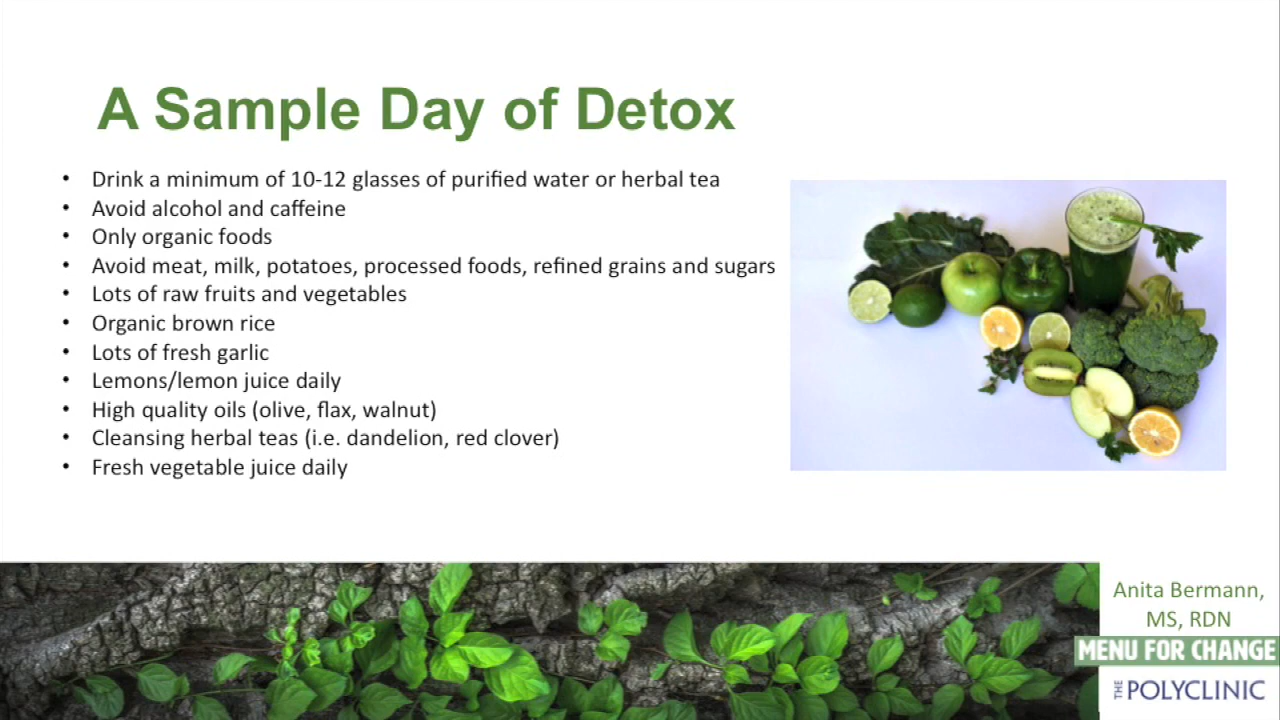 A Sample Day of Detox
• Drink a minimum of 10-12 glasses of purified water or herbal tea
• Avoid alcohol and caffeine
• Only organic foods
• Avoid meat, milk, potatoes, processed foods, refined grains and sugars
• Lots of raw fruits and vegetables
• Organic brown rice
• Lots of fresh garlic
• Lemons/lemon juice daily
• High quality oils (olive, flax, walnut)
• Cleansing herbal teas (i.e. dandelion, red clover)
• Fresh vegetable juice daily
Anita Bermann,
MS, RDN
MENU FOR CHANGE
THE POLYCLINIC